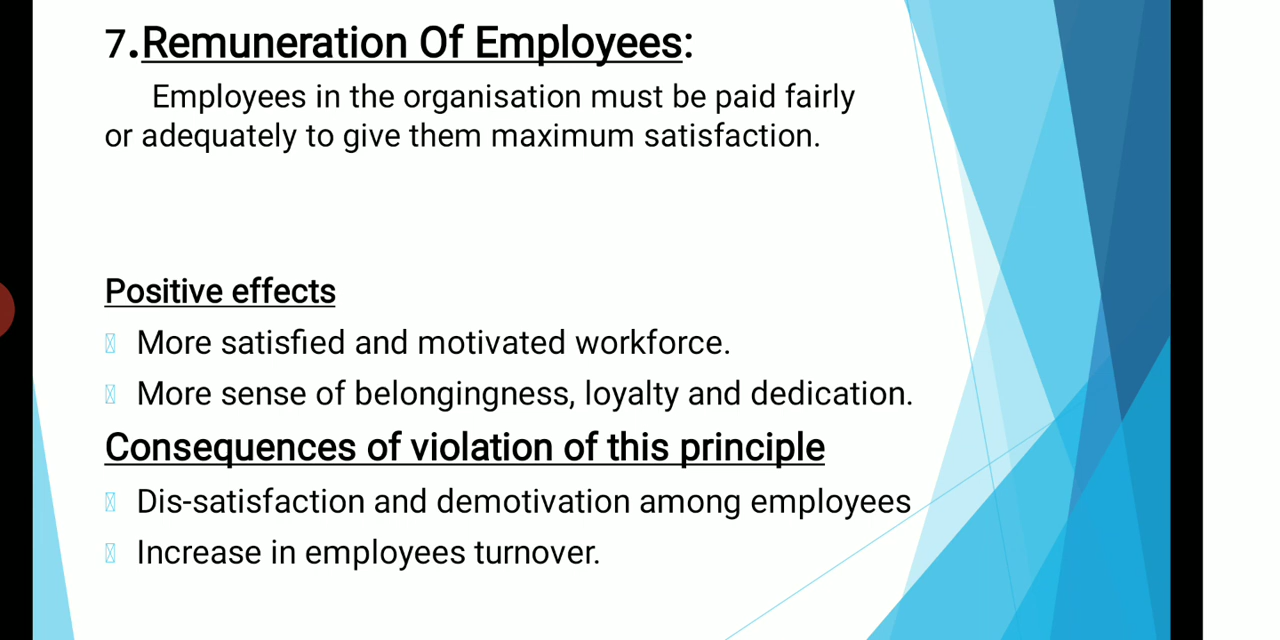 7.Remuneration Of Employees:
Employees in the organisation must be paid fairly
or adequately to give them maximum satisfaction.
Positive effects
More satisfied and motivated workforce.
More sense of belongingness, loyalty and dedication.
Consequences of violation of this principle
Dis-satisfaction and demotivation among employees
Increase in employees turnover.